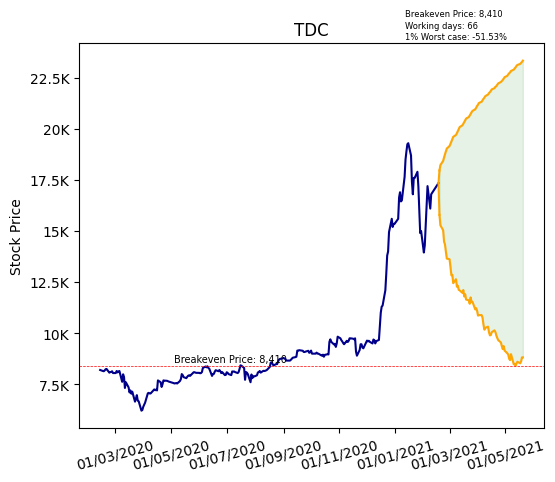 Breakeven Price: 8,410
Working days: 66
1% Worst case: -51.53%
TDC
Stock Price
22.5K
20K
17.5K
15K
12.5K
10K
7.5K
Breakeven Price: 8,410
01/03/2020
01/05/2020
01/07/2020
01/09/2020
01/11/2020
01/01/2021
01/03/2021
01/05/2021